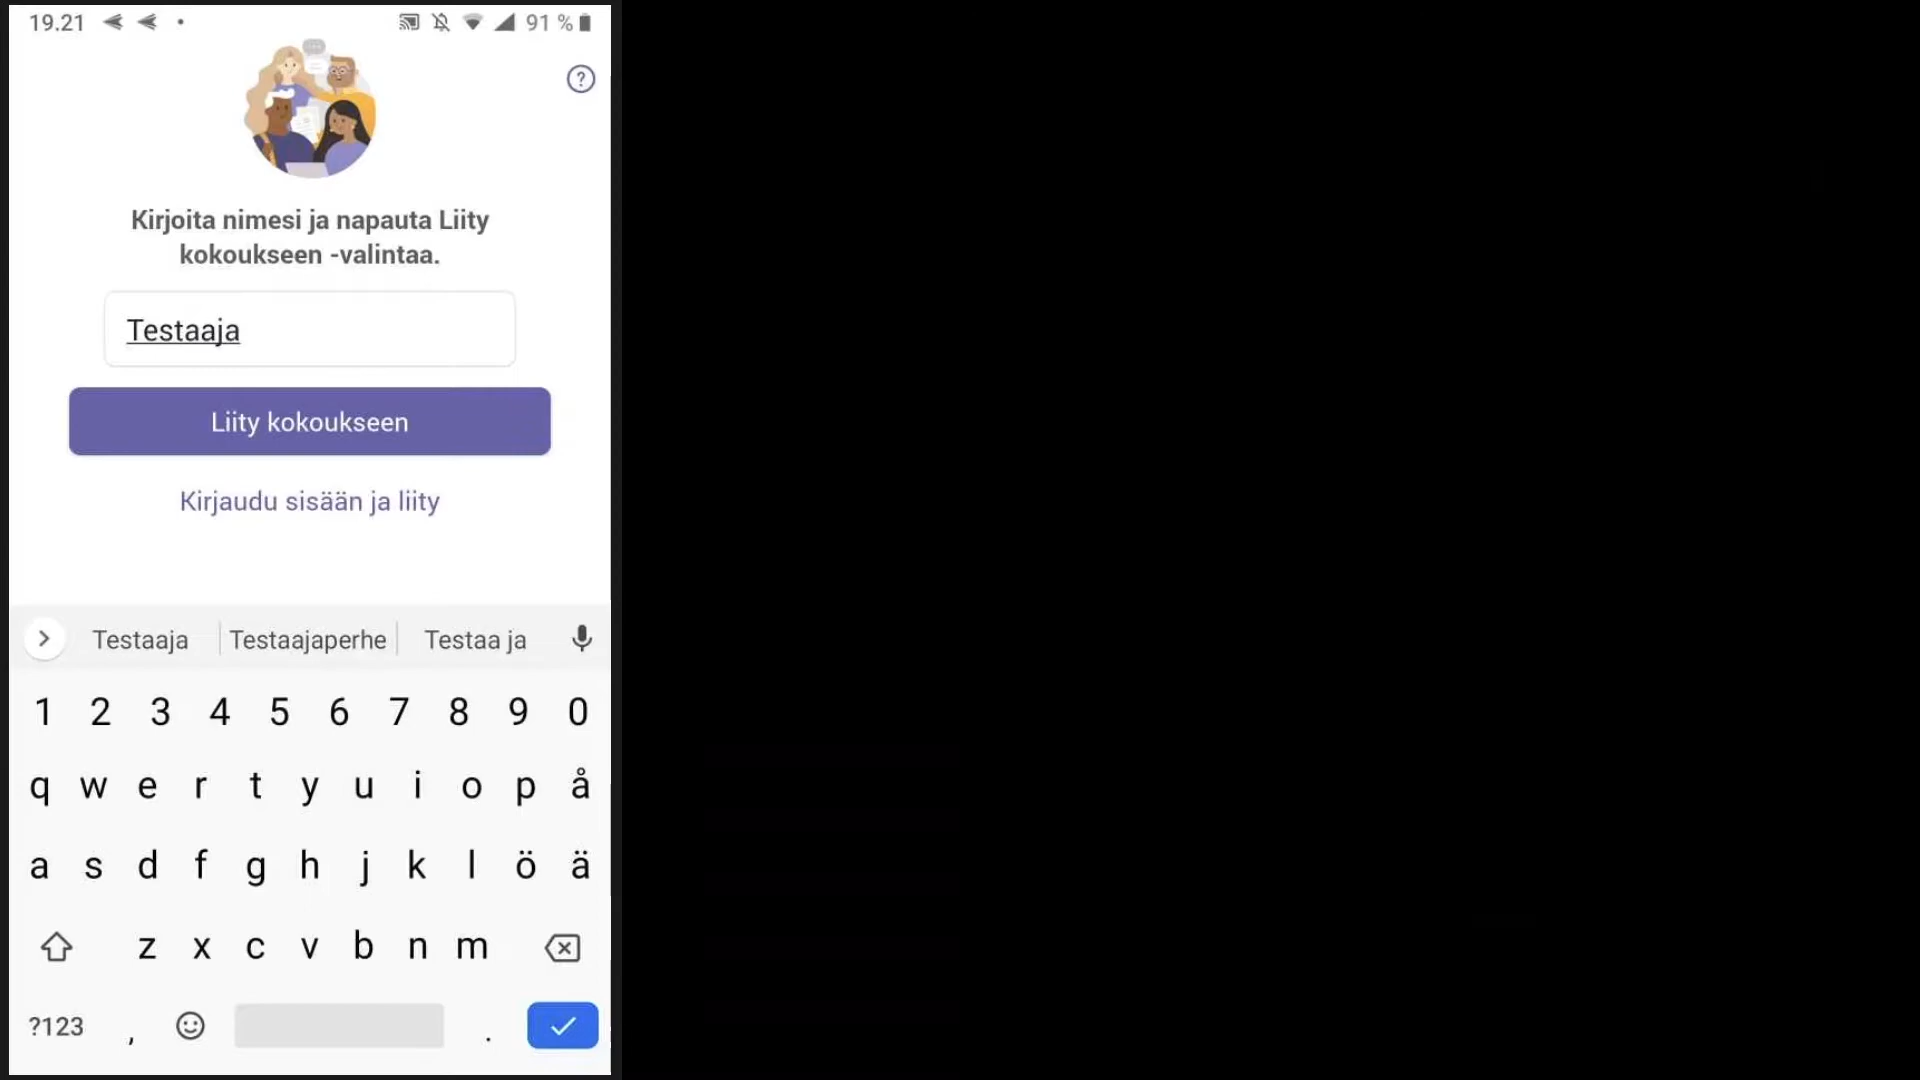 19.21
91 %
?
Kirjoita nimesi ja napauta Liity
kokoukseen -valintaa.
Testaaja
Liity kokoukseen
Kirjaudu sisään ja liity
Testaaja Testaajaperhe Testaa ja
1 2 3 4 5 6 7 8 9 0
q w e r t y u i o p å
a s d f g h j k l ö ä
z x c v b n m
?123 , .